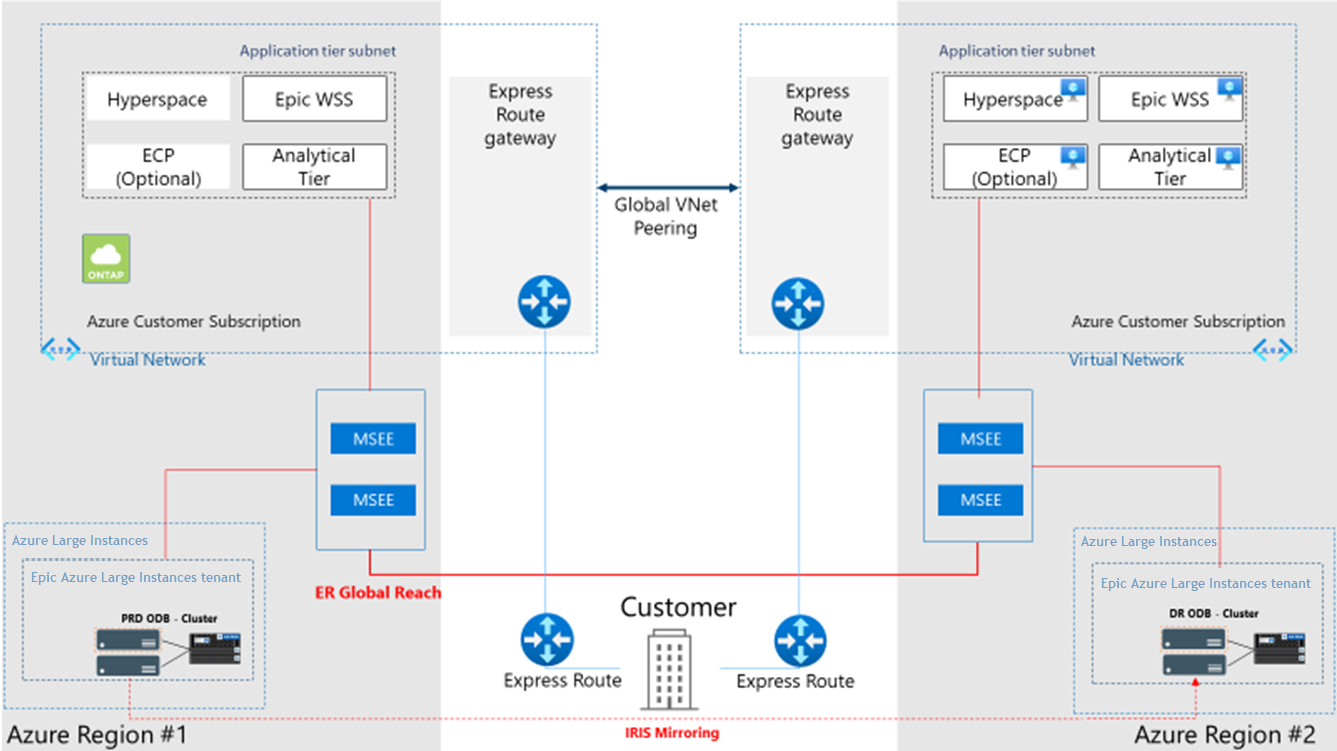 Application tier subnet
Hyperspace
Epic WSS
ECP
(Optional)
Analytical
Tier
ONTAP
Azure Customer Subscription
Virtual Network
Express
Route
gateway
Global VNet
Peering
Express
Route
gateway
Application tier subnet
Hyperspace
Epic WSS
ECP
(Optional)
Analytical
Tier
Azure Customer Subscription
Virtual Network
MSEE
MSEE
MSEE
MSEE
Azure Large Instances
Epic Azure Large Instances tenant
PRD ODB - Cluster
ER Global Reach
Customer
Express Route
Express Route
Azure Large Instances
Epic Azure Large Instances tenant
DR ODB - Cluster
Azure Region #1
IRIS Mirroring
Azure Region #2